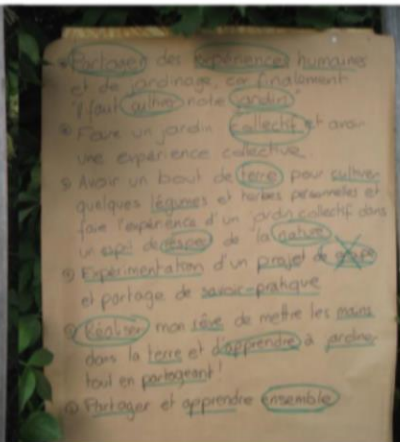 Partager des expériences humaines
et de jardinage, car finalement
"il faut cultiver notre jardin"
Faire un jardin collectif et avoir
une expérience collective.
Avoir un bout de terre pour cultiver
quelques légumes et herbes personnelles et
faire l'expérience d'un jardin collectif dans
un esprit de respect de la nature
Expérimentation d'un projet de groupe
et partage de savoir-pratique
Réaliser mon rêve de mettre les mains
dans la terre et d'apprendre à jardiner
tout en partageant!
Partager et apprendre ensemble